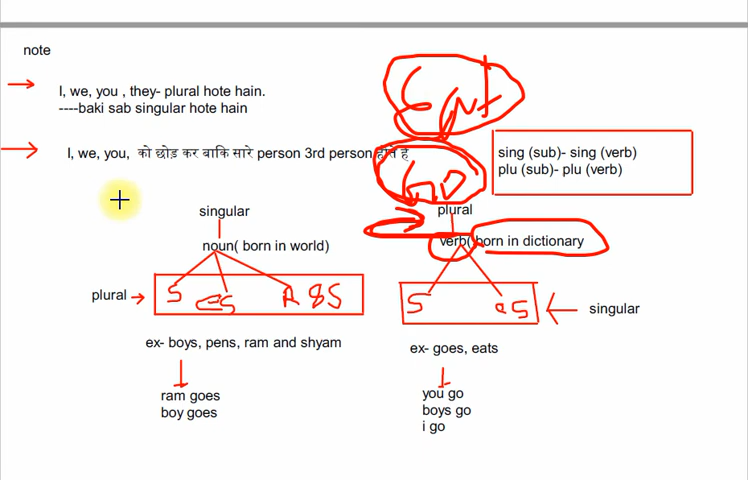 note
I, we, you , they- plural hote hain.
----baki sab singular hote hain
I, we, you, को छोड़ कर बाकि सारे person 3rd person होते है
sing (sub)- sing (verb)
plu (sub)- plu (verb)
singular
noun( born in world)
plural
verb( born in dictionary
plural
S
es
S
es
singular
ex- boys, pens, ram and shyam
ex- goes, eats
ram goes
boy goes
you go
boys go
i go